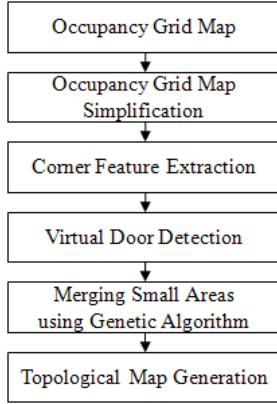 Occupancy Grid Map
Occupancy Grid Map
Simplification
Corner Feature Extraction
Virtual Door Detection
Merging Small Areas
using Genetic Algorithm
Topological Map Generation